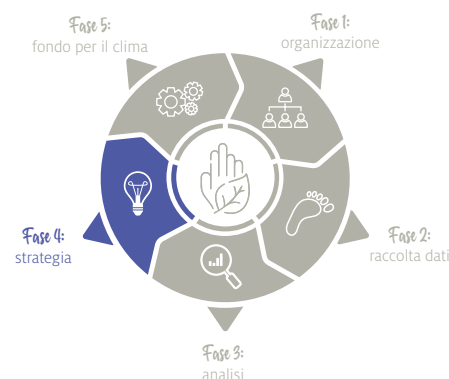 Fase 5:
fondo per il clima
Fase 1:
organizzazione
Fase 4:
strategia
Fase 2:
raccolta dati
Fase 3:
analisi